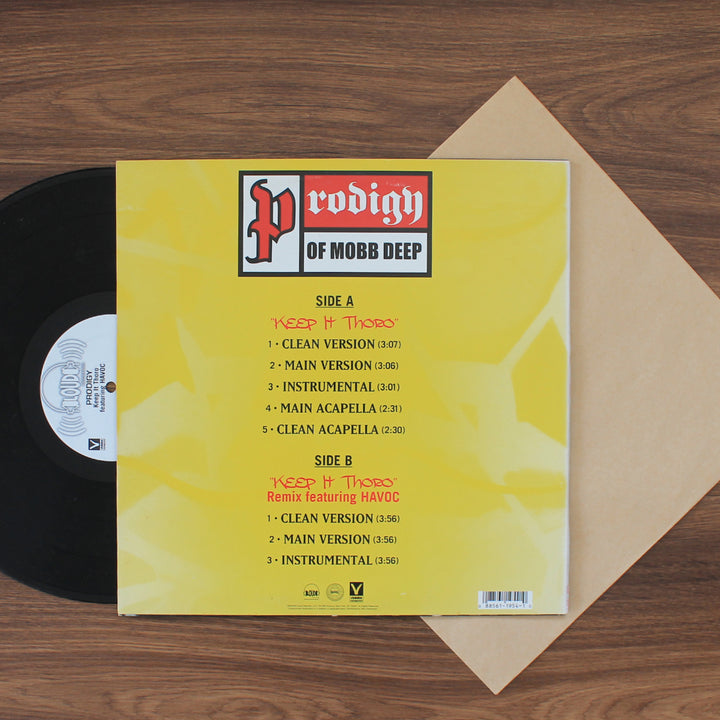 Prodigy
OF MOBB DEEP
SIDE A
"KEEP It THORO"
1 • CLEAN VERSION (3:07)
2 • MAIN VERSION (3:06)
3 • INSTRUMENTAL (3:01)
4 • MAIN ACAPELLA (2:31)
5 • CLEAN ACAPELLA (2:30)
SIDE B
"KEEP It THORO"
Remix featuring HAVOC
1 • CLEAN VERSION (3:56)
2 • MAIN VERSION (3:56)
3 • INSTRUMENTAL (3:56)
LOUD
PRODIGY
Keep It Thoro
featuring HAVOC